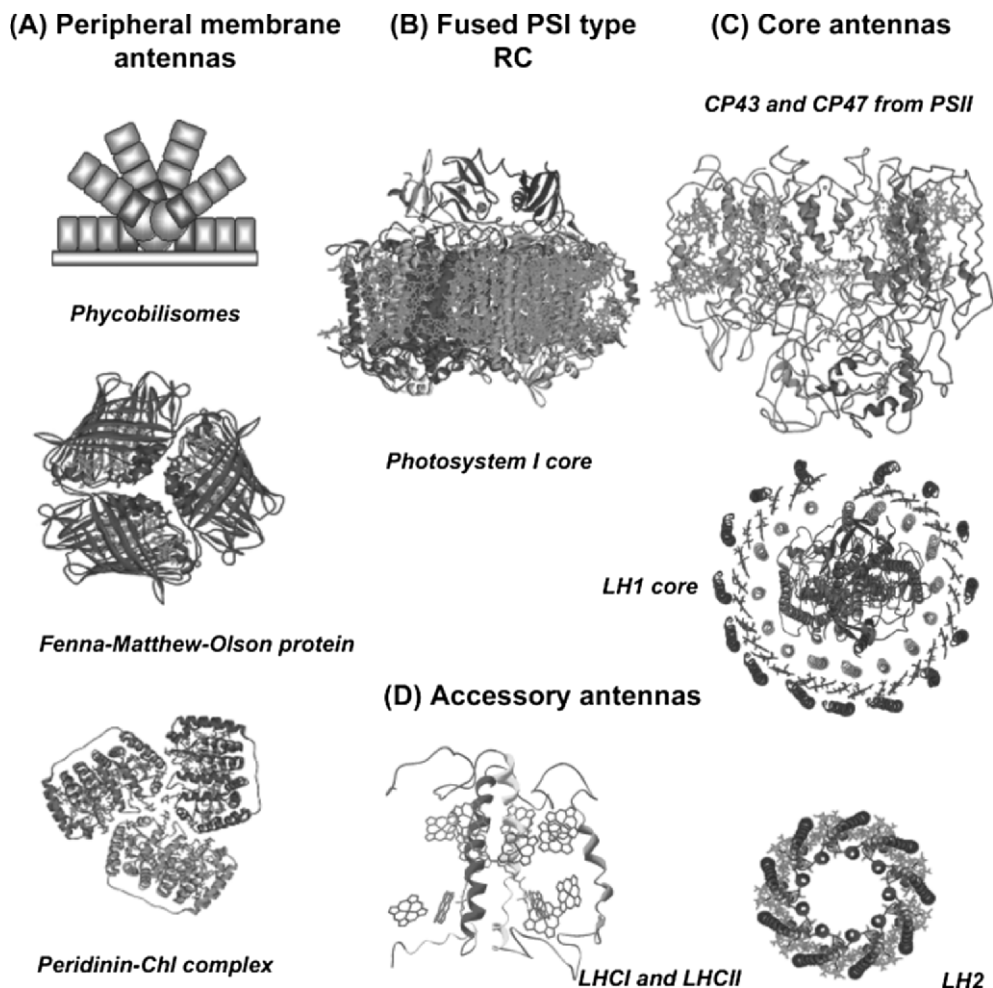 (A) Peripheral membrane
antennas
Phycobilisomes
Fenna-Matthew-Olson protein
Peridinin-Chl complex
(B) Fused PSI type
RC
Photosystem I core
(C) Core antennas
CP43 and CP47 from PSII
LH1 core
(D) Accessory antennas
LHCI and LHCII
LH2